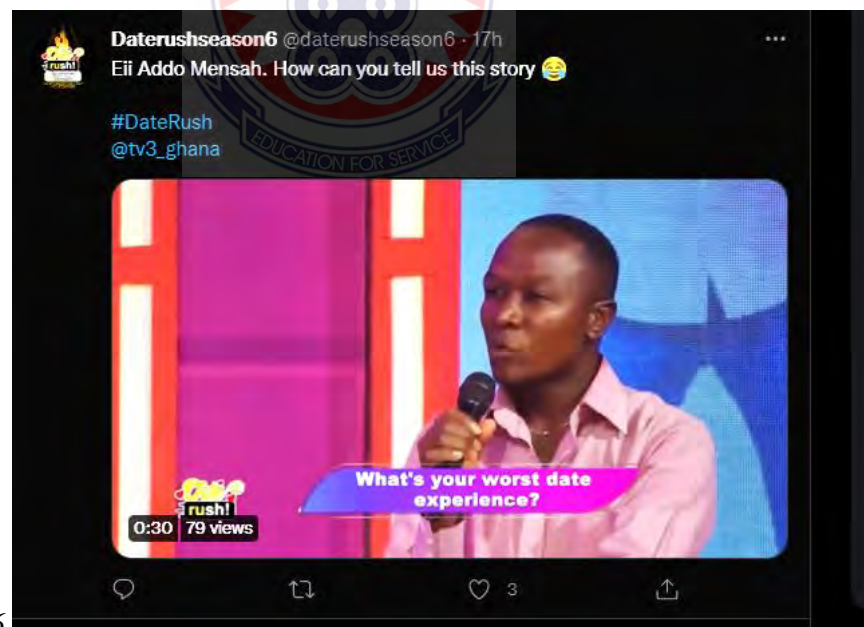 Daterushseason6 @daterushseason6 · 17h
Eii Addo Mensah. How can you tell us this story 😂
#DateRush
@tv3_ghana
EDUCATION FOR SERVICE
What's your worst date
experience?
rush!
rush!
0:30 79 views
3